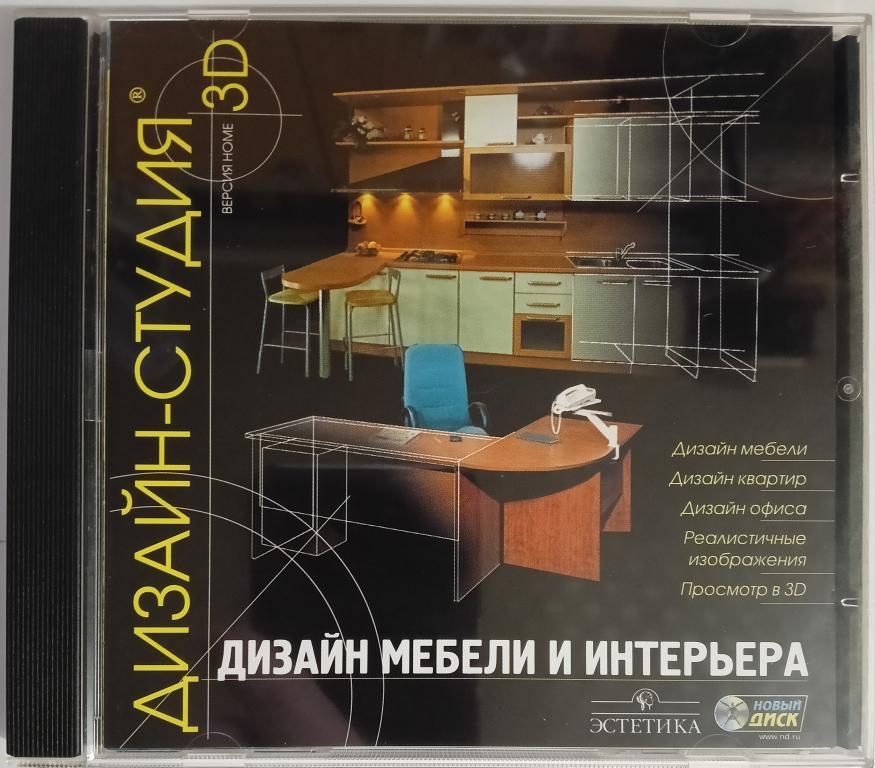 ДИЗАЙН-СТУДИЯ®
3D
ВЕРСИЯ HOME
Дизайн мебели
Дизайн квартир
Дизайн офиса
Реалистичные
изображения
Просмотр в 3D
ДИЗАЙН МЕБЕЛИ И ИНТЕРЬЕРА
ЭСТЕТИКА
НОВЫЙ
ДИСК
www.nd.ru